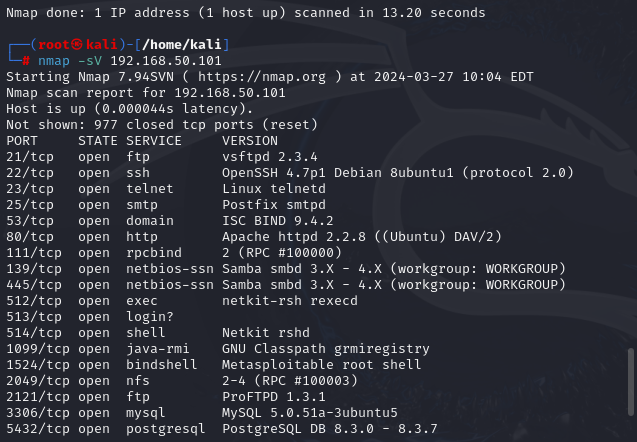 Nmap done: 1 IP address (1 host up) scanned in 13.20 seconds
┌──(root㉿kali)-[/home/kali]
└─# nmap -sV 192.168.50.101
Starting Nmap 7.94SVN ( https://nmap.org ) at 2024-03-27 10:04 EDT
Nmap scan report for 192.168.50.101
Host is up (0.000044s latency).
Not shown: 977 closed tcp ports (reset)
PORT     STATE SERVICE     VERSION
21/tcp   open  ftp         vsftpd 2.3.4
22/tcp   open  ssh         OpenSSH 4.7p1 Debian 8ubuntu1 (protocol 2.0)
23/tcp   open  telnet      Linux telnetd
25/tcp   open  smtp        Postfix smtpd
53/tcp   open  domain      ISC BIND 9.4.2
80/tcp   open  http        Apache httpd 2.2.8 ((Ubuntu) DAV/2)
111/tcp  open  rpcbind     2 (RPC #100000)
139/tcp  open  netbios-ssn Samba smbd 3.X - 4.X (workgroup: WORKGROUP)
445/tcp  open  netbios-ssn Samba smbd 3.X - 4.X (workgroup: WORKGROUP)
512/tcp  open  exec        netkit-rsh rexecd
513/tcp  open  login?
514/tcp  open  shell       Netkit rshd
1099/tcp open  java-rmi    GNU Classpath grmiregistry
1524/tcp open  bindshell   Metasploitable root shell
2049/tcp open  nfs         2-4 (RPC #100003)
2121/tcp open  ftp         ProFTPD 1.3.1
3306/tcp open  mysql       MySQL 5.0.51a-3ubuntu5
5432/tcp open  postgresql  PostgreSQL DB 8.3.0 - 8.3.7